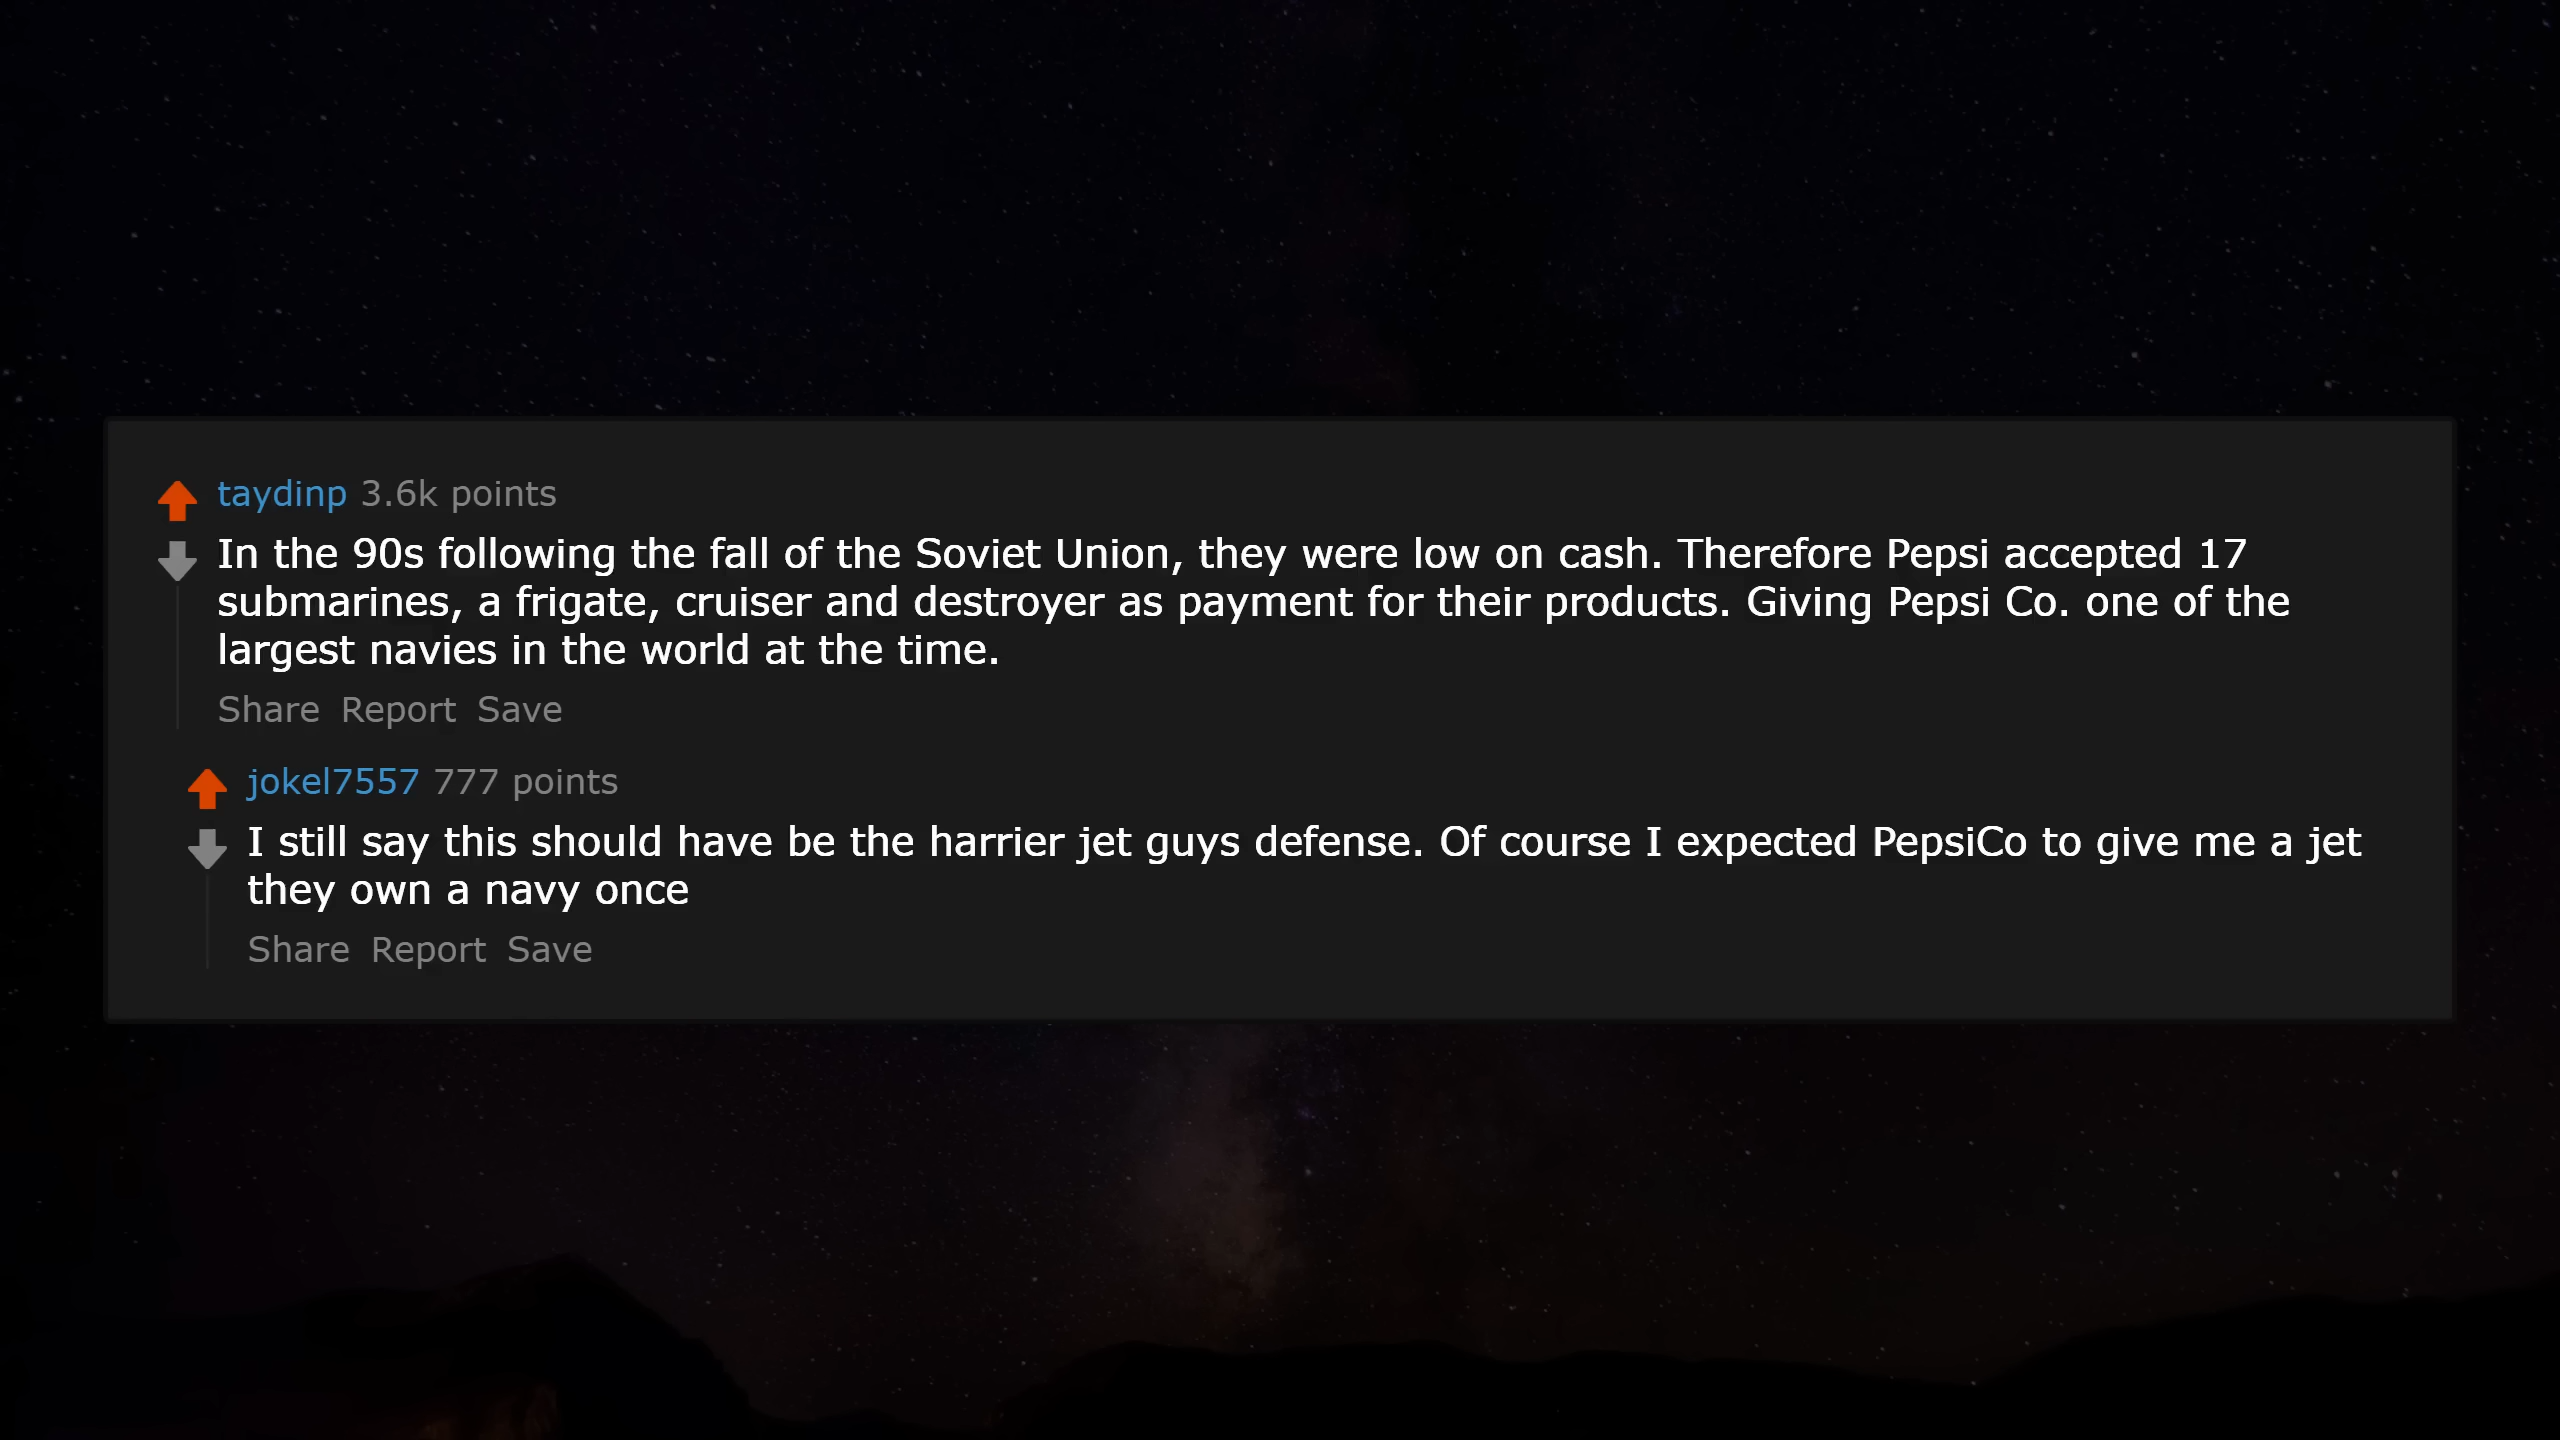 taydinp 3.6k points
In the 90s following the fall of the Soviet Union, they were low on cash. Therefore Pepsi accepted 17
submarines, a frigate, cruiser and destroyer as payment for their products. Giving Pepsi Co. one of the
largest navies in the world at the time.
Share Report Save
jokel7557 777 points
I still say this should have be the harrier jet guys defense. Of course I expected PepsiCo to give me a jet
they own a navy once
Share Report Save